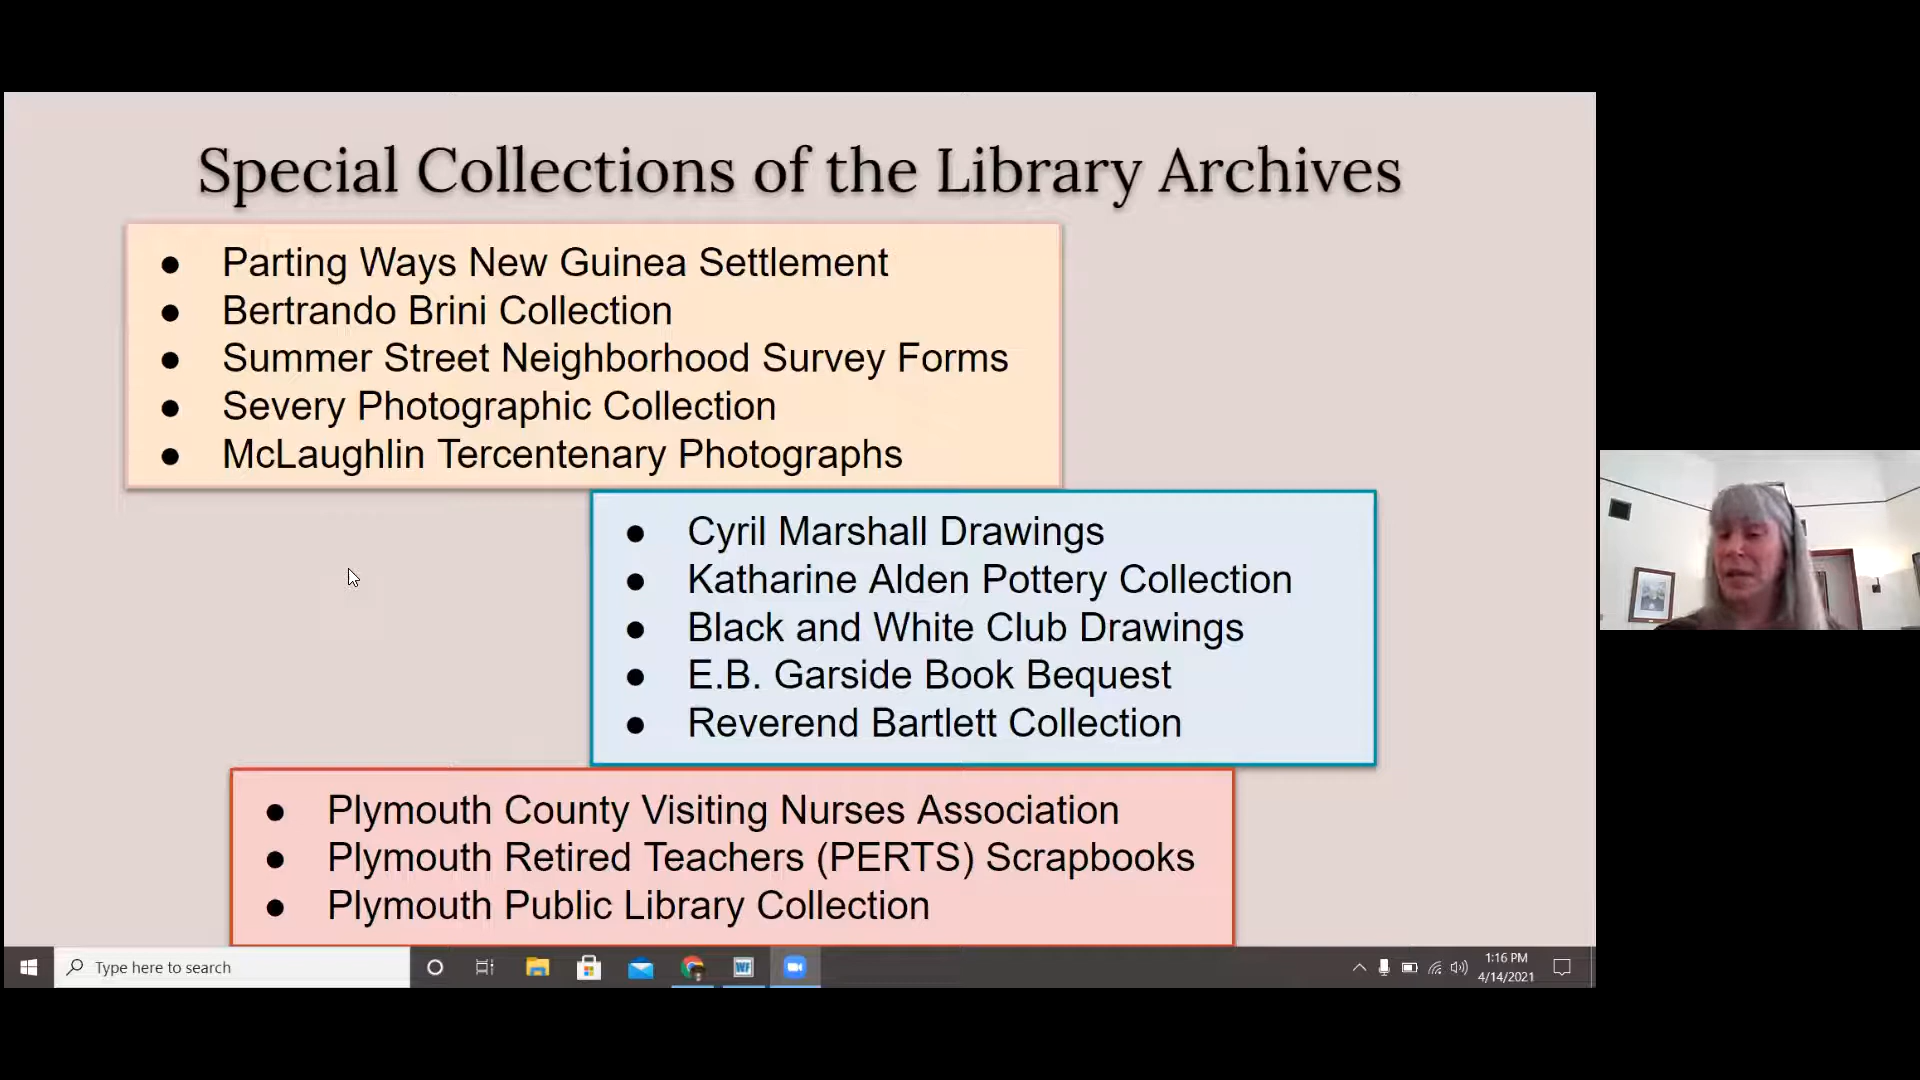 Special Collections of the Library Archives
● Parting Ways New Guinea Settlement
● Bertrando Brini Collection
● Summer Street Neighborhood Survey Forms
● Severy Photographic Collection
● McLaughlin Tercentenary Photographs
● Cyril Marshall Drawings
● Katharine Alden Pottery Collection
● Black and White Club Drawings
● E.B. Garside Book Bequest
● Reverend Bartlett Collection
● Plymouth County Visiting Nurses Association
● Plymouth Retired Teachers (PERTS) Scrapbooks
● Plymouth Public Library Collection
Type here to search
WF
1:16 PM
4/14/2021